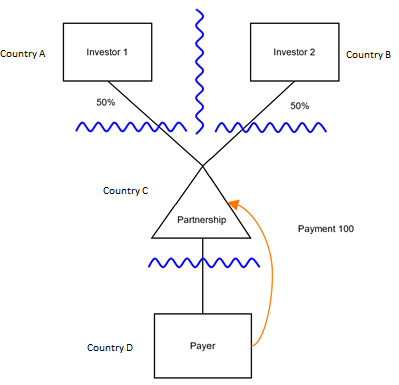 Country A
Investor 1
Investor 2
Country B
50%
50%
Country C
Partnership
Payment 100
Country D
Payer